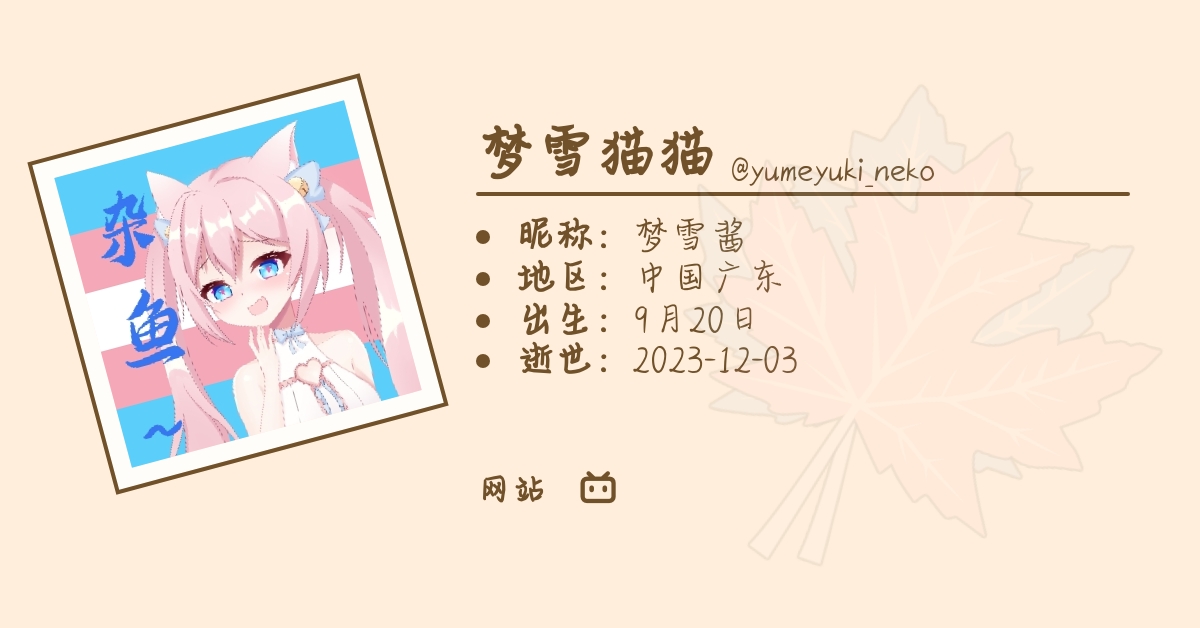 杂
鱼
~
梦雪猫猫 @yumeyuki_neko
• 昵称：梦雪酱
• 地区：中国广东
• 出生：9月20日
• 逝世：2023-12-03
网站